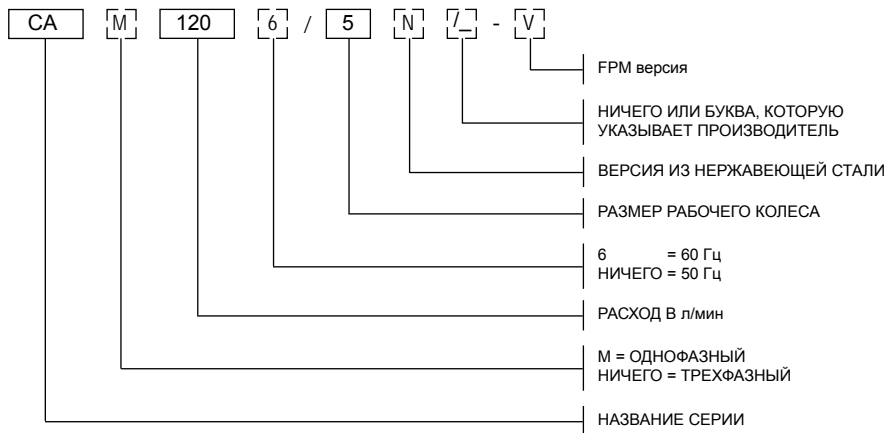 CA M 120 6 / 5 N /_ - V
FPM версия
НИЧЕГО ИЛИ БУКВА, КОТОРУЮ
УКАЗЫВАЕТ ПРОИЗВОДИТЕЛЬ
ВЕРСИЯ ИЗ НЕРЖАВЕЮЩЕЙ СТАЛИ
РАЗМЕР РАБОЧЕГО КОЛЕСА
6 = 60 Гц
НИЧЕГО = 50 Гц
РАСХОД В л/мин
М = ОДНОФАЗНЫЙ
НИЧЕГО = ТРЕХФАЗНЫЙ
НАЗВАНИЕ СЕРИИ